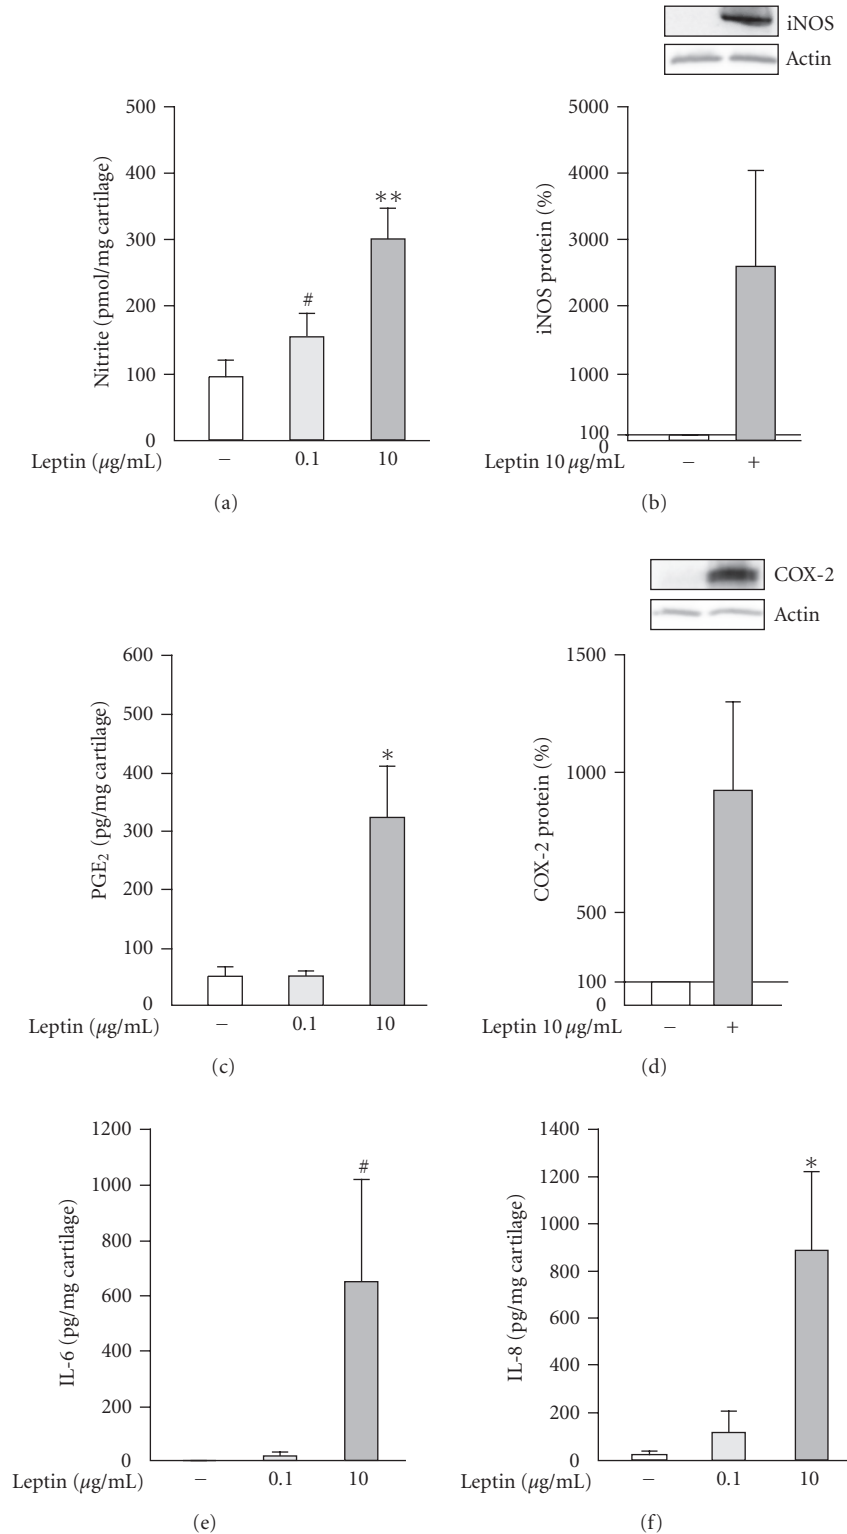 500
400
300
200
100
0
Nitrite (pmol/mg cartilage)
#
**
Leptin (μg/mL)
− 0.1 10
(a)
iNOS
Actin
5000
4000
3000
2000
1000
100
0
iNOS protein (%)
Leptin 10 μg/mL
− +
(b)
600
500
400
300
200
100
0
PGE₂ (pg/mg cartilage)
*
Leptin (μg/mL)
− 0.1 10
(c)
COX-2
Actin
1500
1000
500
100
0
COX-2 protein (%)
Leptin 10 μg/mL
− +
(d)
1200
1000
800
600
400
200
0
IL-6 (pg/mg cartilage)
#
Leptin (μg/mL)
− 0.1 10
(e)
1400
1200
1000
800
600
400
200
0
IL-8 (pg/mg cartilage)
*
Leptin (μg/mL)
− 0.1 10
(f)